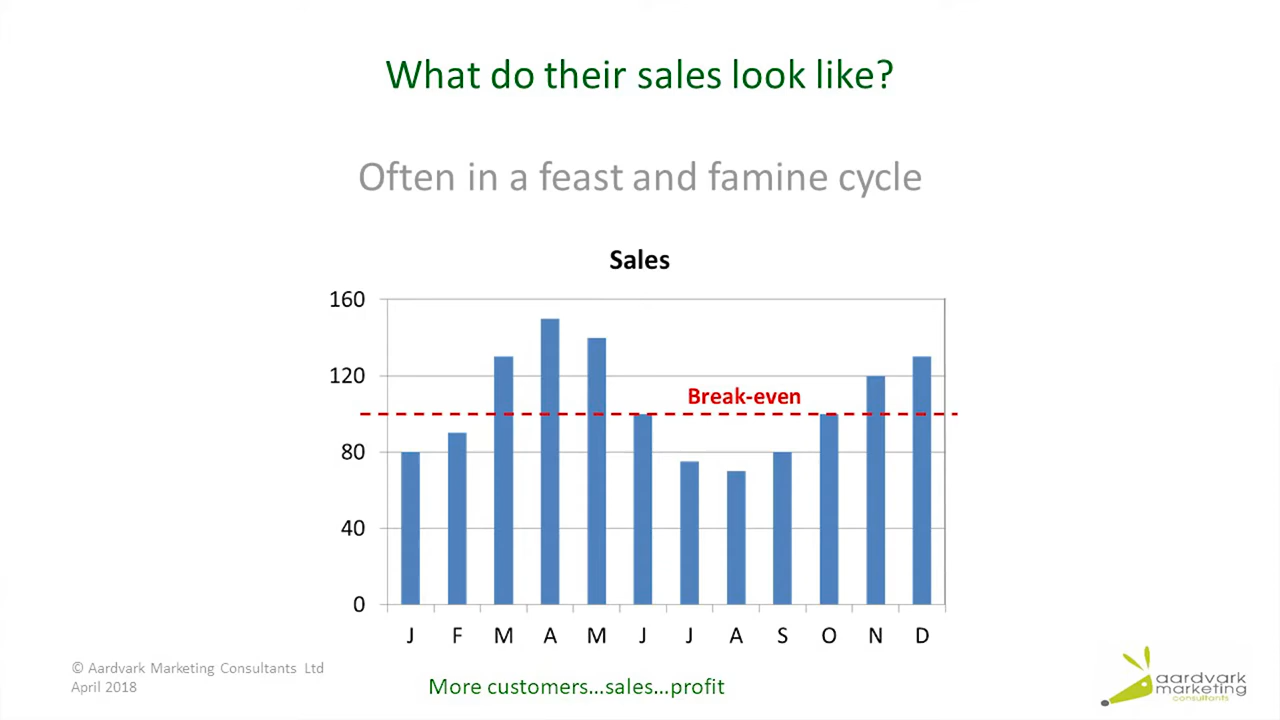 What do their sales look like?
Often in a feast and famine cycle
Sales
160
120
80
40
0
Break-even
J F M A M J J A S O N D
© Aardvark Marketing Consultants Ltd
April 2018
More customers...sales...profit
aardvark
marketing
consultants